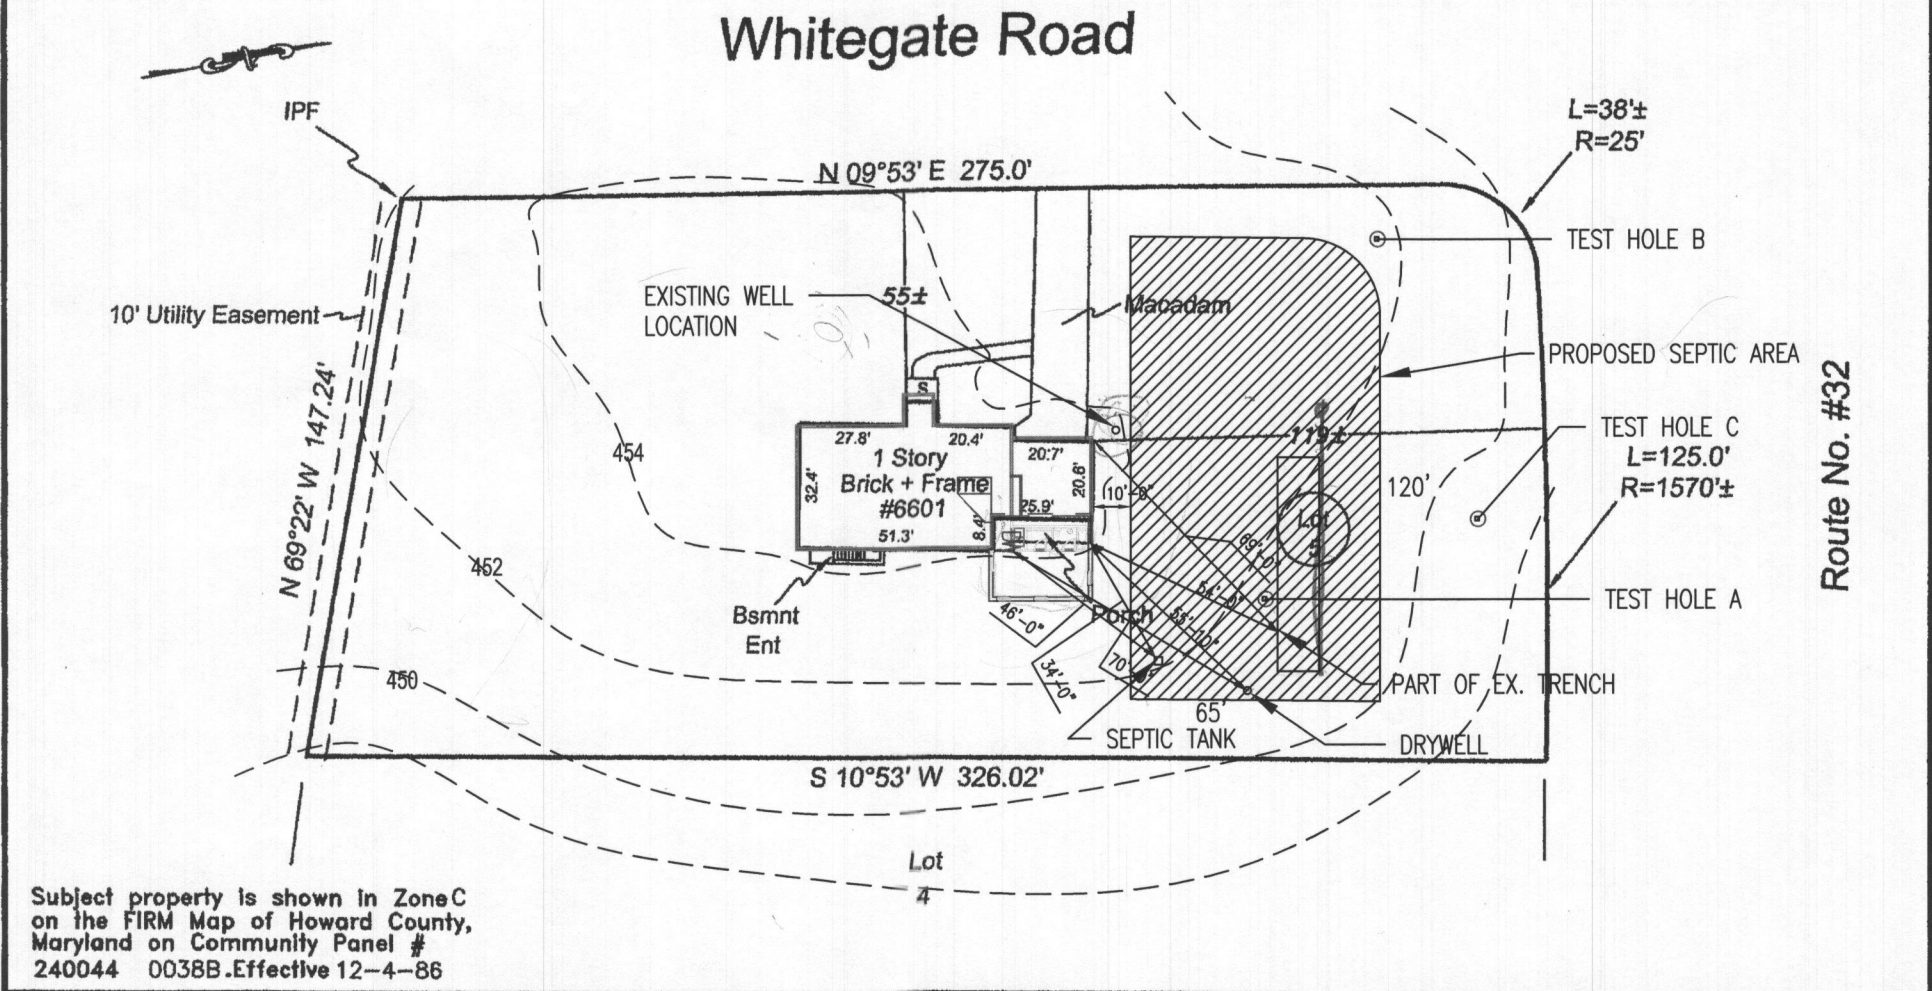 Whitegate Road
IPF
L=38'±
R=25'
N 09°53' E 275.0'
TEST HOLE B
10' Utility Easement
EXISTING WELL
LOCATION
55±
Macadam
PROPOSED SEPTIC AREA
Route No. #32
N 69°22' W 147.24'
S
27.8'
20.4'
119±
TEST HOLE C
L=125.0'
R=1570'±
454
1 Story
Brick + Frame
#6601
32.4'
51.3'
20.7'
20.6'
25.9'
8.4'
10'-0"
120'
Lot
5
69'-0"
54'-0"
55'-10"
452
Bsmnt
Ent
46'-0"
Porch
TEST HOLE A
34'-0"
70'
450
PART OF EX. TRENCH
65'
SEPTIC TANK
DRYWELL
S 10°53' W 326.02'
Lot
4
Subject property is shown in Zone C
on the FIRM Map of Howard County,
Maryland on Community Panel #
240044 0038B.Effective 12-4-86